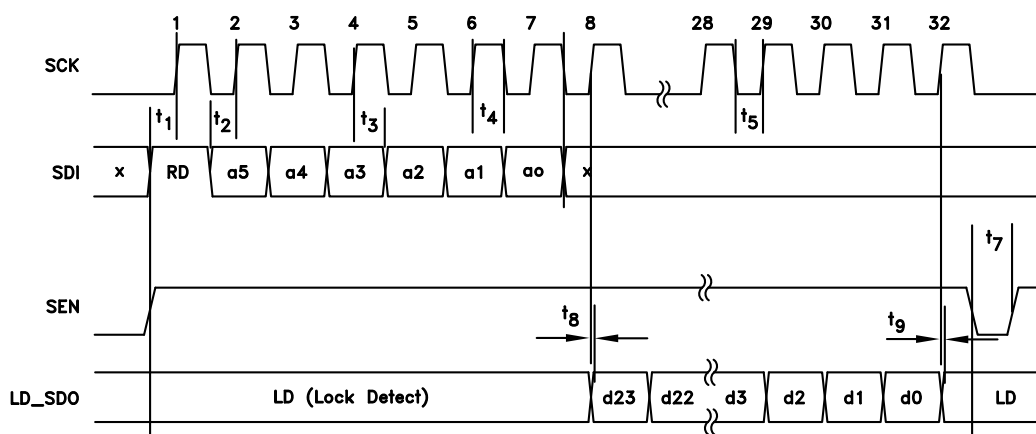 1 2 3 4 5 6 7 8 28 29 30 31 32
SCK
t1 t2 t3 t4 t5
SDI x RD a5 a4 a3 a2 a1 ao x
t7
SEN
t8 t9
LD_SDO LD (Lock Detect) d23 d22 d3 d2 d1 d0 LD